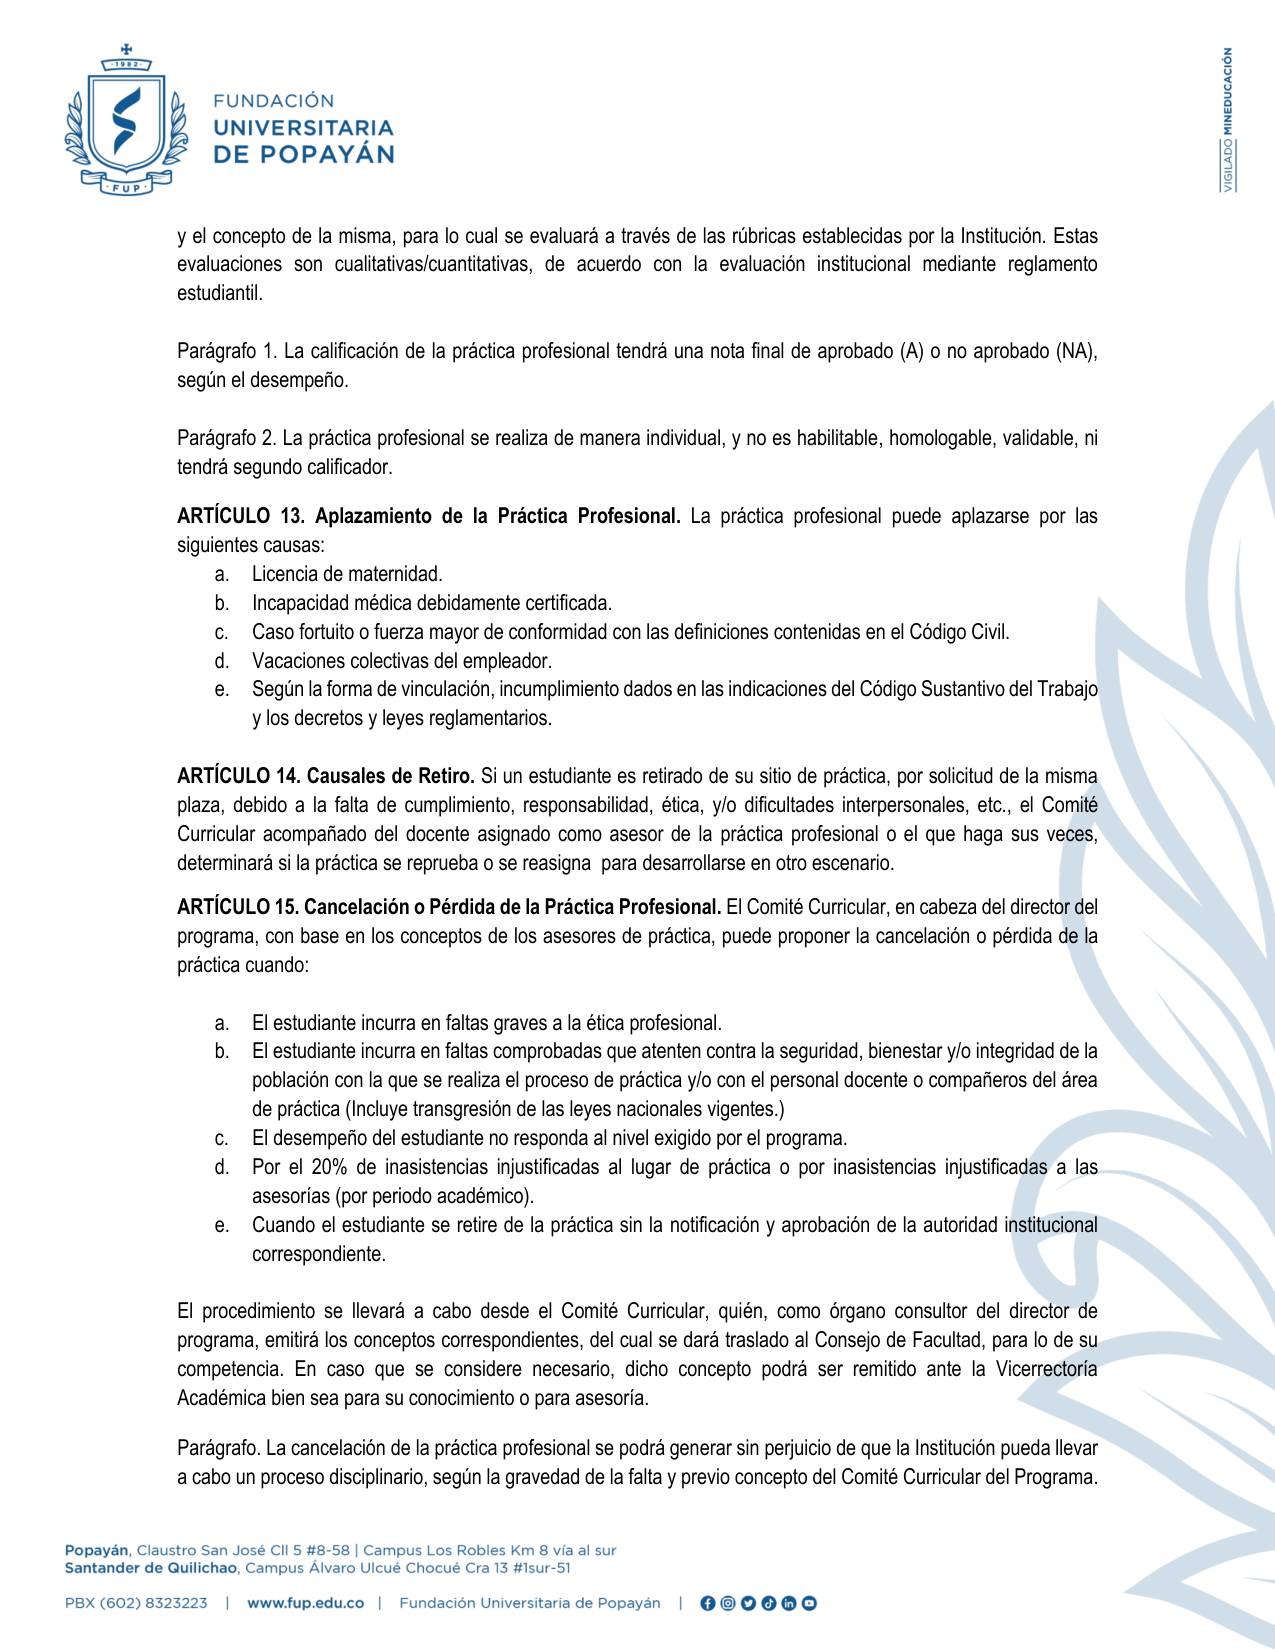 · 1982 ·
FUP
FUNDACIÓN
UNIVERSITARIA
DE POPAYÁN
VIGILADO MINEDUCACIÓN
y el concepto de la misma, para lo cual se evaluará a través de las rúbricas establecidas por la Institución. Estas
evaluaciones son cualitativas/cuantitativas, de acuerdo con la evaluación institucional mediante reglamento
estudiantil.
Parágrafo 1. La calificación de la práctica profesional tendrá una nota final de aprobado (A) o no aprobado (NA),
según el desempeño.
Parágrafo 2. La práctica profesional se realiza de manera individual, y no es habilitable, homologable, validable, ni
tendrá segundo calificador.
ARTÍCULO 13. Aplazamiento de la Práctica Profesional. La práctica profesional puede aplazarse por las
siguientes causas:
a. Licencia de maternidad.
b. Incapacidad médica debidamente certificada.
c. Caso fortuito o fuerza mayor de conformidad con las definiciones contenidas en el Código Civil.
d. Vacaciones colectivas del empleador.
e. Según la forma de vinculación, incumplimiento dados en las indicaciones del Código Sustantivo del Trabajo
y los decretos y leyes reglamentarios.
ARTÍCULO 14. Causales de Retiro. Si un estudiante es retirado de su sitio de práctica, por solicitud de la misma
plaza, debido a la falta de cumplimiento, responsabilidad, ética, y/o dificultades interpersonales, etc., el Comité
Curricular acompañado del docente asignado como asesor de la práctica profesional o el que haga sus veces,
determinará si la práctica se reprueba o se reasigna para desarrollarse en otro escenario.
ARTÍCULO 15. Cancelación o Pérdida de la Práctica Profesional. El Comité Curricular, en cabeza del director del
programa, con base en los conceptos de los asesores de práctica, puede proponer la cancelación o pérdida de la
práctica cuando:
a. El estudiante incurra en faltas graves a la ética profesional.
b. El estudiante incurra en faltas comprobadas que atenten contra la seguridad, bienestar y/o integridad de la
población con la que se realiza el proceso de práctica y/o con el personal docente o compañeros del área
de práctica (Incluye transgresión de las leyes nacionales vigentes.)
c. El desempeño del estudiante no responda al nivel exigido por el programa.
d. Por el 20% de inasistencias injustificadas al lugar de práctica o por inasistencias injustificadas a las
asesorías (por periodo académico).
e. Cuando el estudiante se retire de la práctica sin la notificación y aprobación de la autoridad institucional
correspondiente.
El procedimiento se llevará a cabo desde el Comité Curricular, quién, como órgano consultor del director de
programa, emitirá los conceptos correspondientes, del cual se dará traslado al Consejo de Facultad, para lo de su
competencia. En caso que se considere necesario, dicho concepto podrá ser remitido ante la Vicerrectoría
Académica bien sea para su conocimiento o para asesoría.
Parágrafo. La cancelación de la práctica profesional se podrá generar sin perjuicio de que la Institución pueda llevar
a cabo un proceso disciplinario, según la gravedad de la falta y previo concepto del Comité Curricular del Programa.
Popayán, Claustro San José Cll 5 #8-58 | Campus Los Robles Km 8 vía al sur
Santander de Quilichao, Campus Álvaro Ulcué Chocué Cra 13 #1sur-51
PBX (602) 8323223 | www.fup.edu.co | Fundación Universitaria de Popayán |